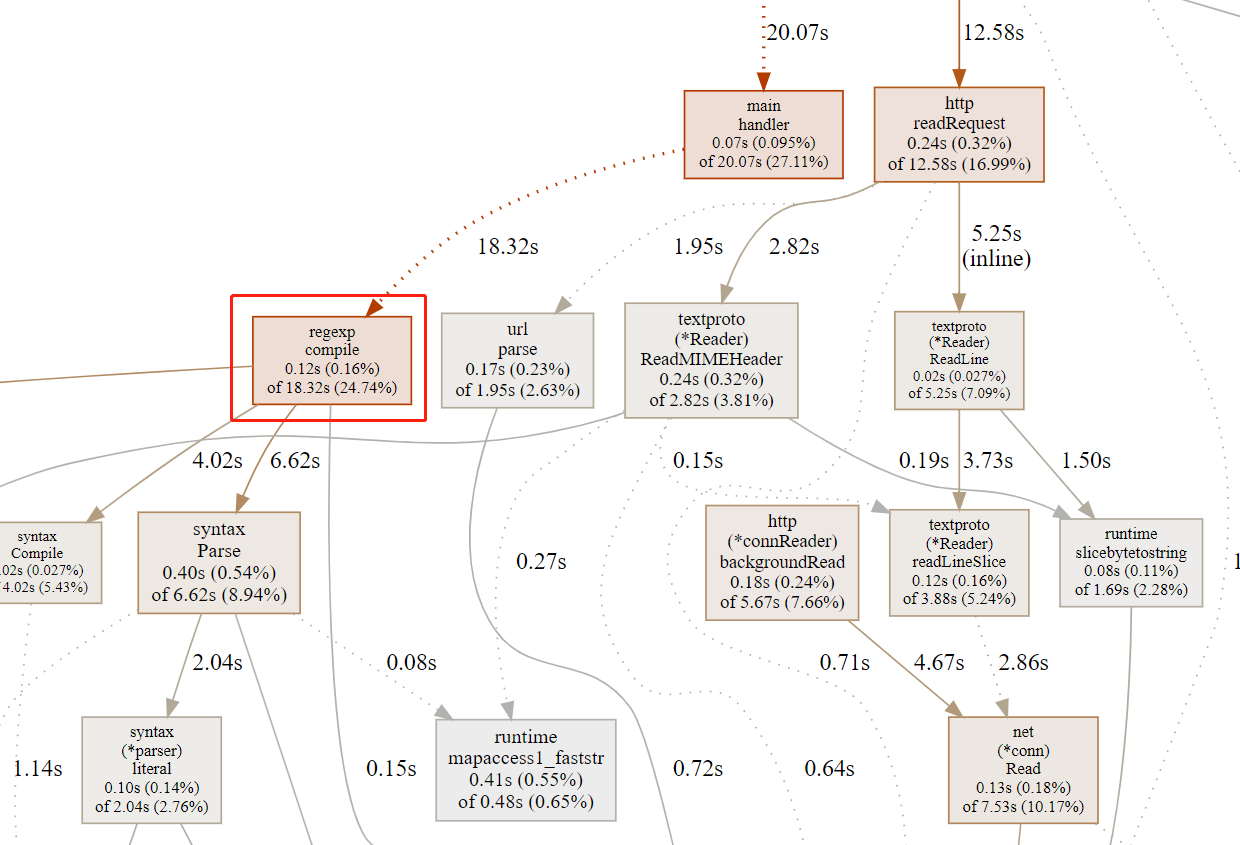 20.07s
12.58s
main
handler
0.07s (0.095%)
of 20.07s (27.11%)
http
readRequest
0.24s (0.32%)
of 12.58s (16.99%)
18.32s
1.95s
2.82s
5.25s
(inline)
regexp
compile
0.12s (0.16%)
of 18.32s (24.74%)
url
parse
0.17s (0.23%)
of 1.95s (2.63%)
textproto
(*Reader)
ReadMIMEHeader
0.24s (0.32%)
of 2.82s (3.81%)
textproto
(*Reader)
ReadLine
0.02s (0.027%)
of 5.25s (7.09%)
4.02s
6.62s
0.15s
0.19s
3.73s
1.50s
syntax
Compile
.02s (0.027%)
4.02s (5.43%)
syntax
Parse
0.40s (0.54%)
of 6.62s (8.94%)
0.27s
http
(*connReader)
backgroundRead
0.18s (0.24%)
of 5.67s (7.66%)
textproto
(*Reader)
readLineSlice
0.12s (0.16%)
of 3.88s (5.24%)
runtime
slicebytetostring
0.08s (0.11%)
of 1.69s (2.28%)
2.04s
0.08s
0.71s
4.67s
2.86s
1.14s
syntax
(*parser)
literal
0.10s (0.14%)
of 2.04s (2.76%)
0.15s
runtime
mapaccess1_faststr
0.41s (0.55%)
of 0.48s (0.65%)
0.72s
0.64s
net
(*conn)
Read
0.13s (0.18%)
of 7.53s (10.17%)